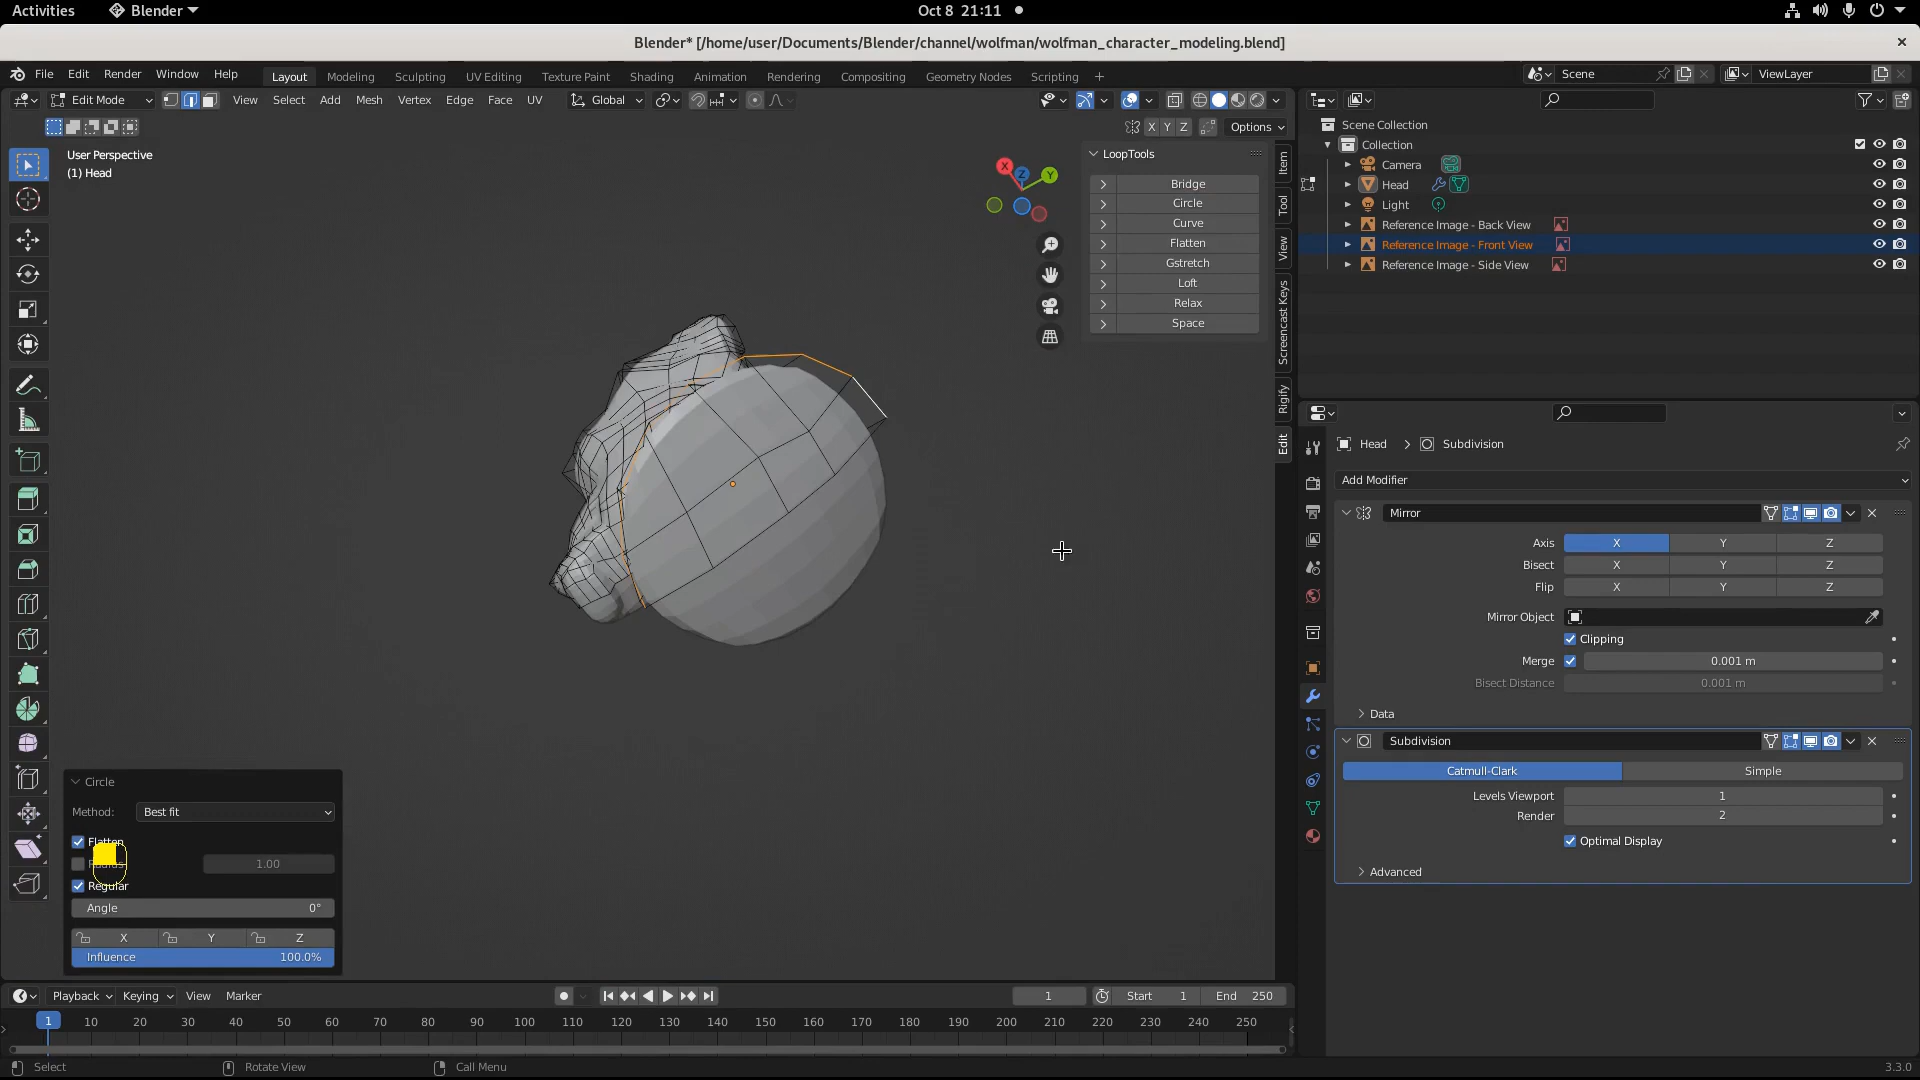 Activities Blender Oct 8 21:11
Blender* [/home/user/Documents/Blender/channel/wolfman/wolfman_character_modeling.blend]
File Edit Render Window Help Layout Modeling Sculpting UV Editing Texture Paint Shading Animation Rendering Compositing Geometry Nodes Scripting + Scene ViewLayer
Edit Mode View Select Add Mesh Vertex Edge Face UV Global
X Y Z Options
User Perspective
(1) Head
LoopTools
Bridge
Circle
Curve
Flatten
Gstretch
Loft
Relax
Space
X Y Z
Item
Tool
View
Screencast Keys
Rigify
Edit
Circle
Method: Best fit
Flatten
Radius 1.00
Regular
Angle 0°
X Y Z
Influence 100.0%
Scene Collection
Collection
Camera
Head
Light
Reference Image - Back View
Reference Image - Front View
Reference Image - Side View
Head > Subdivision
Add Modifier
Mirror
Axis X Y Z
Bisect X Y Z
Flip X Y Z
Mirror Object
Clipping
Merge 0.001 m
Bisect Distance 0.001 m
Data
Subdivision
Catmull-Clark Simple
Levels Viewport 1
Render 2
Optimal Display
Advanced
Playback Keying View Marker 1 Start 1 End 250
1 10 20 30 40 50 60 70 80 90 100 110 120 130 140 150 160 170 180 190 200 210 220 230 240 250
Select Rotate View Call Menu 3.3.0